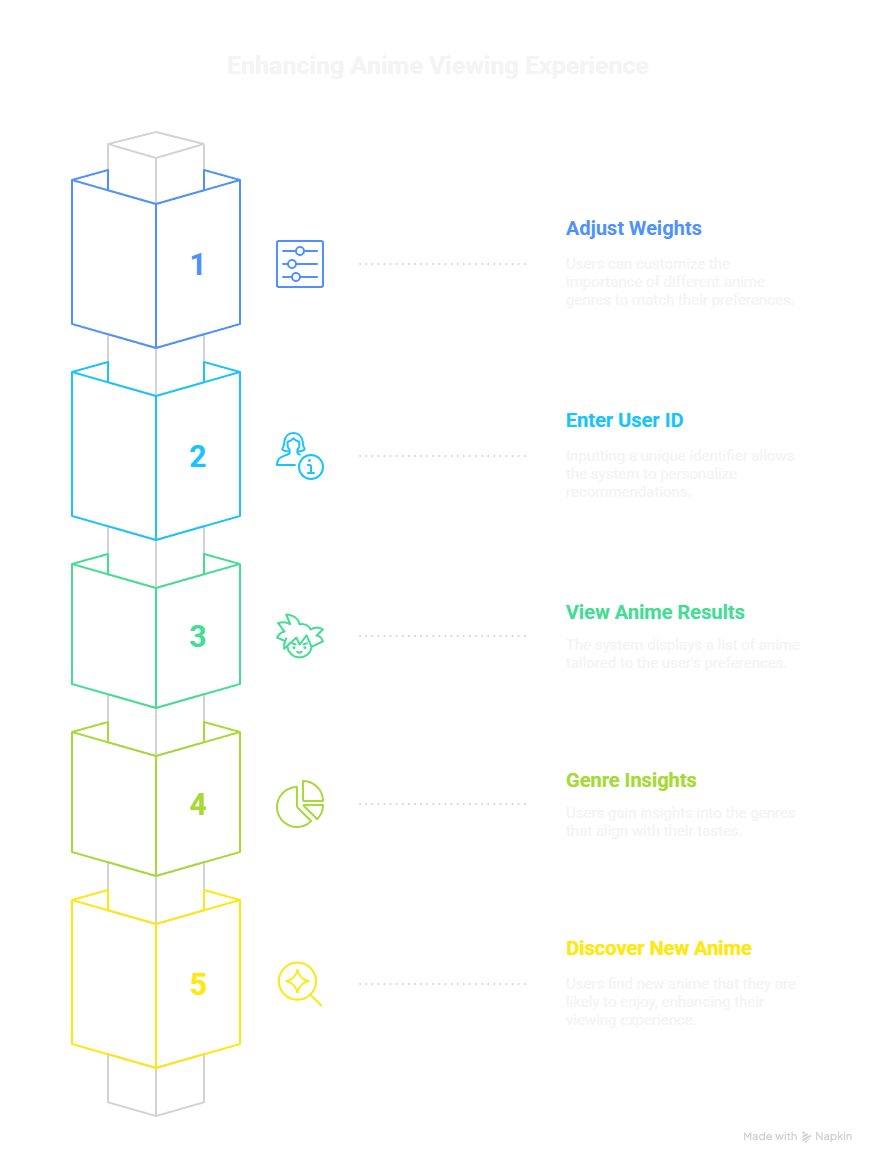 Enhancing Anime Viewing Experience
1
Adjust Weights
Users can customize the
importance of different anime
genres to match their preferences.
2
Enter User ID
Inputting a unique identifier allows
the system to personalize
recommendations.
3
View Anime Results
The system displays a list of anime
tailored to the user's preferences.
4
Genre Insights
Users gain insights into the genres
that align with their tastes.
5
Discover New Anime
Users find new anime that they are
likely to enjoy, enhancing their
viewing experience.
Made with Napkin